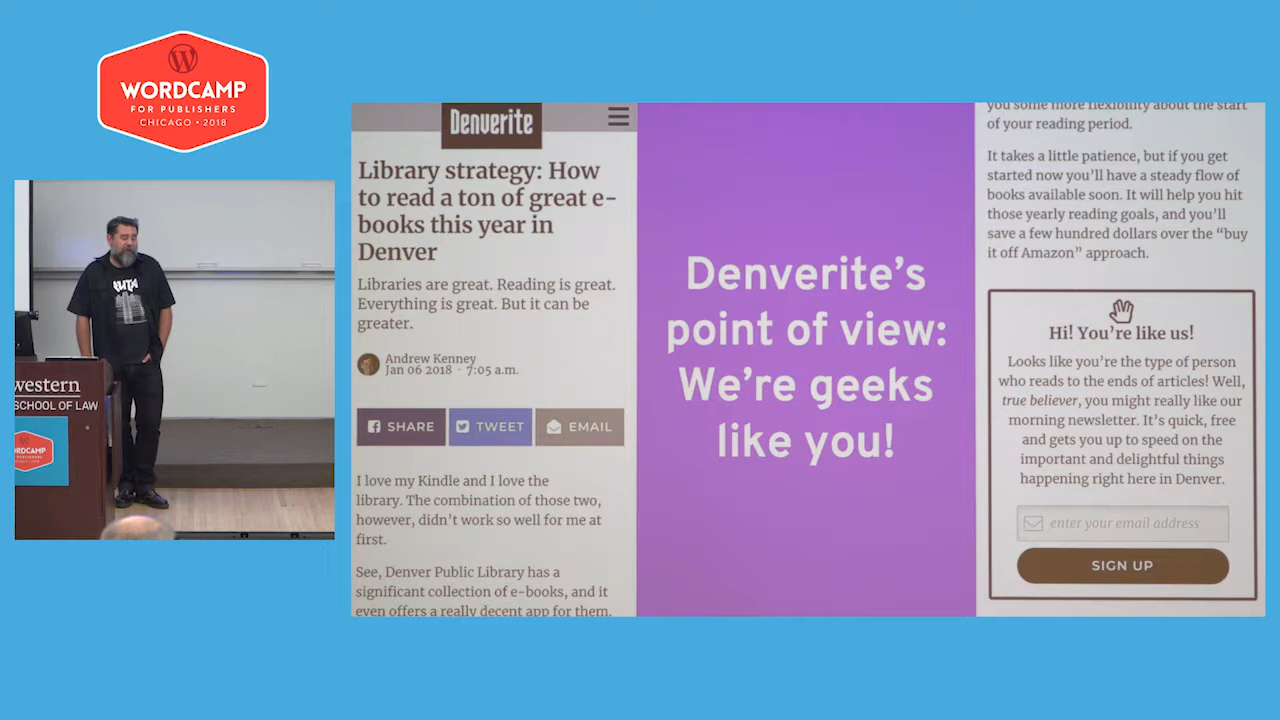 WORDCAMP
FOR PUBLISHERS
CHICAGO • 2018
western
SCHOOL OF LAW
WORDCAMP
Denverite
Library strategy: How
to read a ton of great e-
books this year in
Denver
Libraries are great. Reading is great.
Everything is great. But it can be
greater.
Andrew Kenney
Jan 06 2018 · 7:05 a.m.
SHARE
TWEET
EMAIL
I love my Kindle and I love the
library. The combination of those two,
however, didn’t work so well for me at
first.
See, Denver Public Library has a
significant collection of e-books, and it
even offers a really decent app for them.
Denverite’s
point of view:
We’re geeks
like you!
you some more flexibility about the start
of your reading period.
It takes a little patience, but if you get
started now you’ll have a steady flow of
books available soon. It will help you hit
those yearly reading goals, and you’ll
save a few hundred dollars over the “buy
it off Amazon” approach.
Hi! You’re like us!
Looks like you’re the type of person
who reads to the ends of articles! Well,
true believer, you might really like our
morning newsletter. It’s quick, free
and gets you up to speed on the
important and delightful things
happening right here in Denver.
enter your email address
SIGN UP